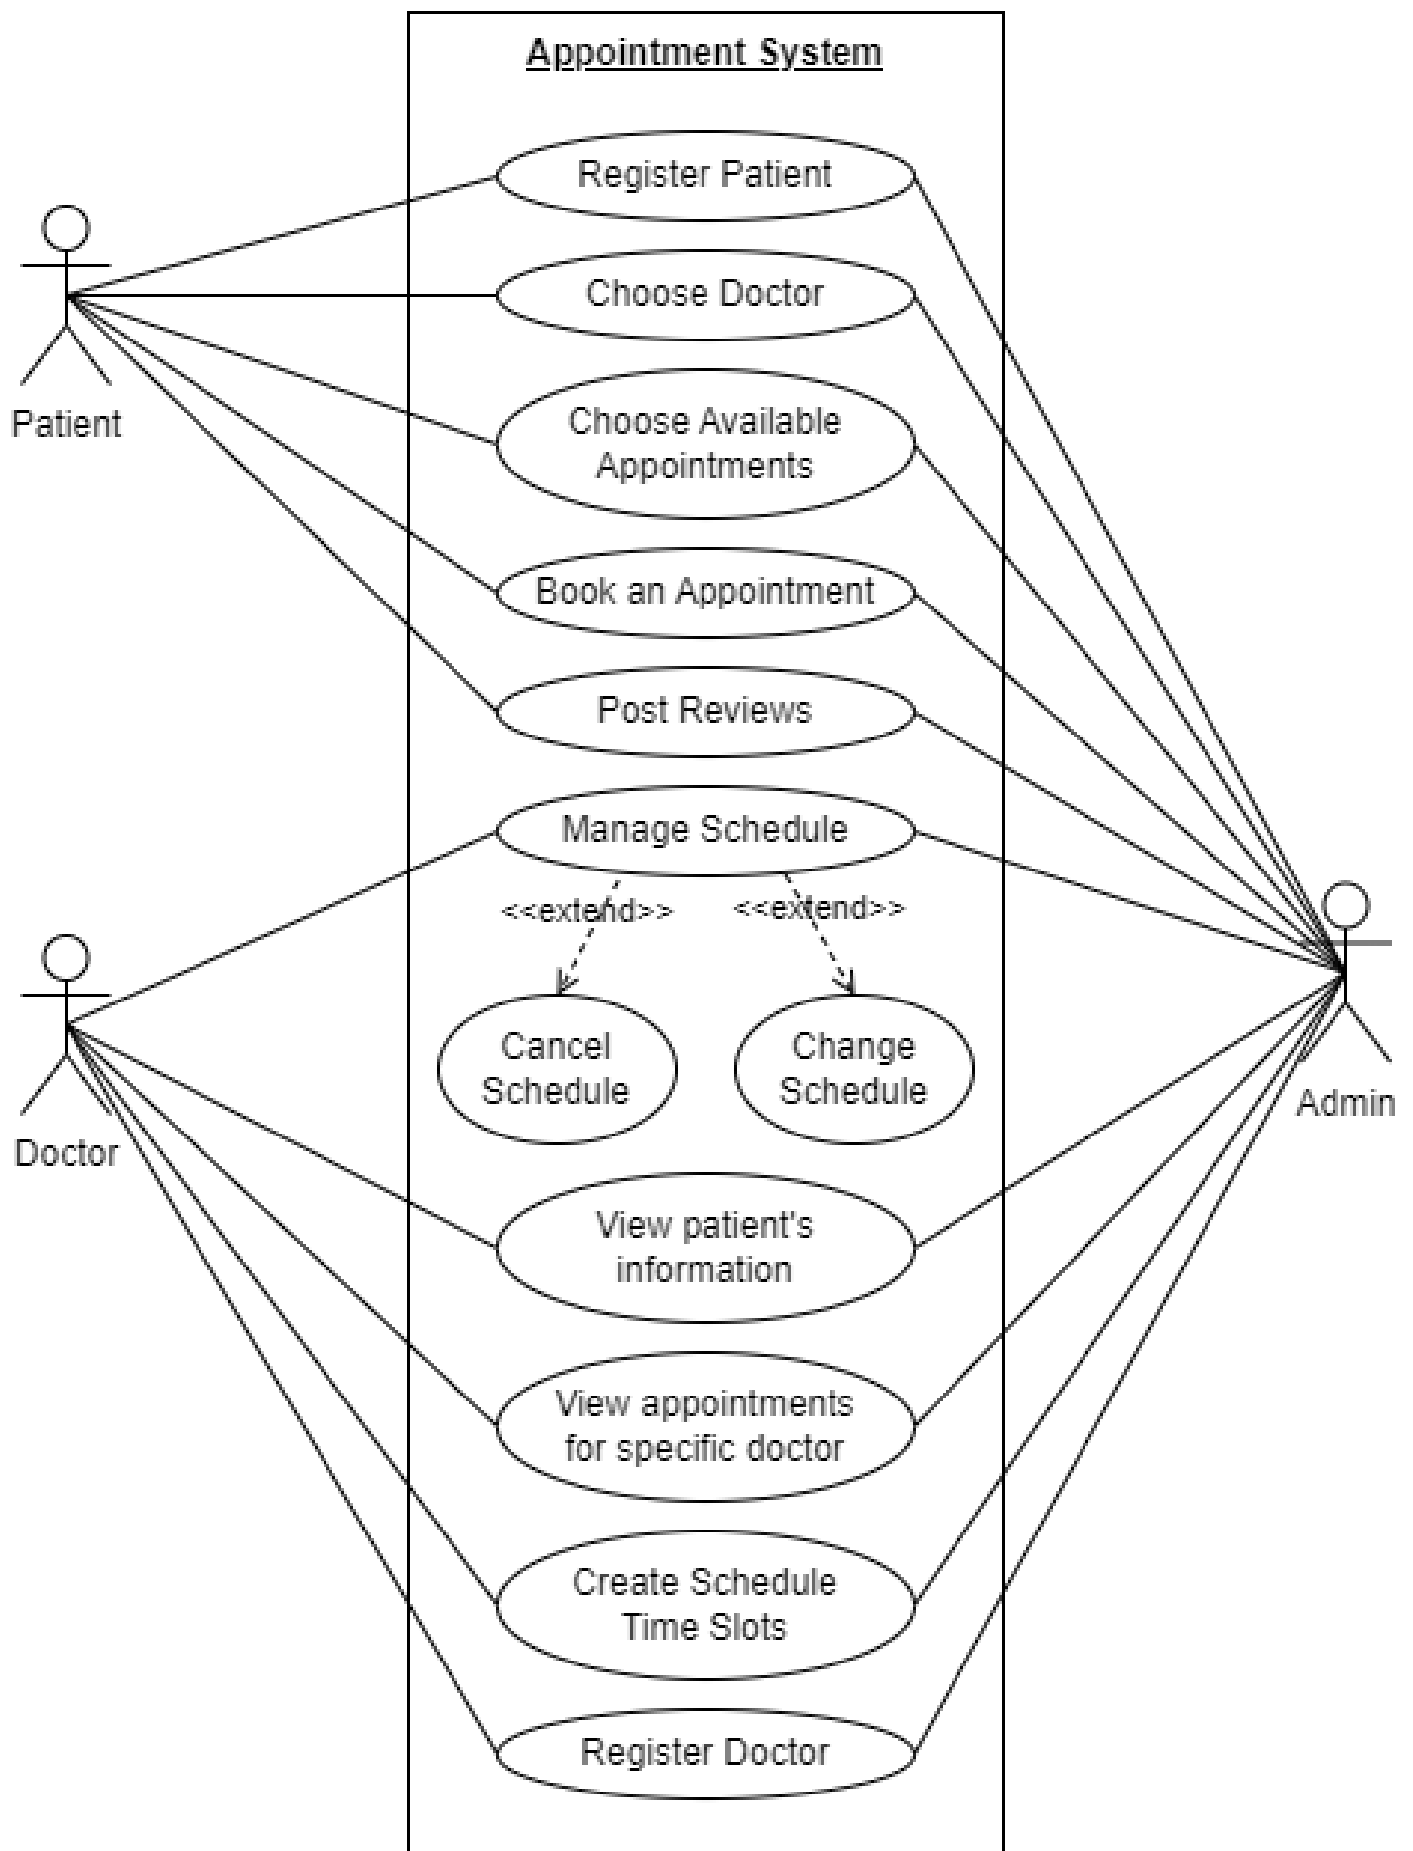 Appointment System
Register Patient
Choose Doctor
Patient
Choose Available
Appointments
Book an Appointment
Post Reviews
Manage Schedule
<<extend>>
<<extend>>
Cancel
Schedule
Change
Schedule
Doctor
Admin
View patient's
information
View appointments
for specific doctor
Create Schedule
Time Slots
Register Doctor